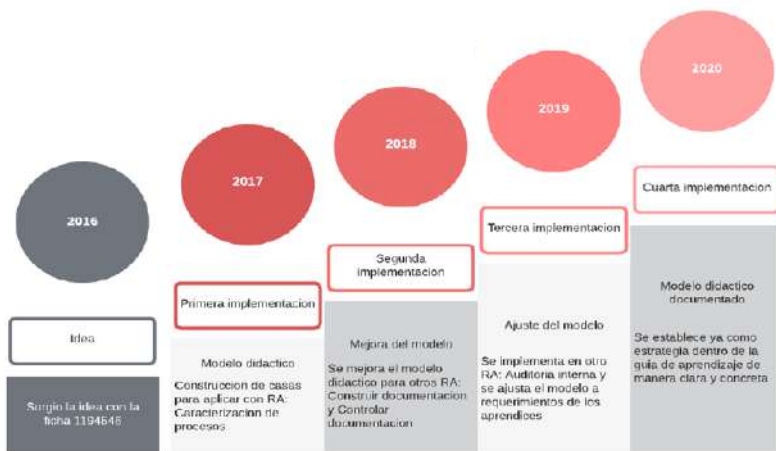 2016
Idea
Surgio la idea con la
ficha 1194646
2017
Primera implementacion
Modelo didactico
Construccion de casas
para aplicar con RA:
Caracterizacion de
procesos
2018
Segunda
implementacion
Mejora del modelo
Se mejora el modelo
didactico para otros RA:
Construir documentacion
y Controlar
documentacion
2019
Tercera implementacion
Ajuste del modelo
Se implementa en otro
RA: Auditoria interna y
se ajusta el modelo a
requerimientos de los
aprendices
2020
Cuarta implementacion
Modelo didactico
documentado
Se establece ya como
estrategia dentro de la
guia de aprendizaje de
manera clara y concreta